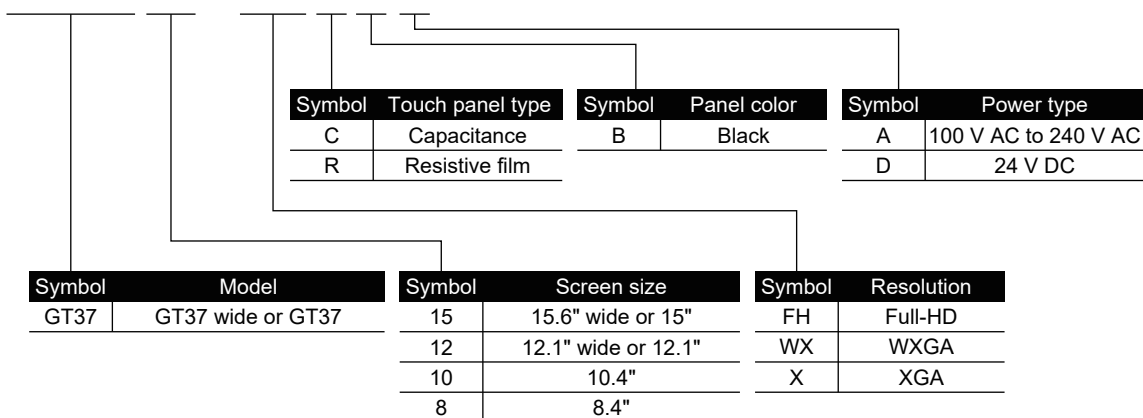 Symbol Touch panel type
C Capacitance
R Resistive film
Symbol Panel color
B Black
Symbol Power type
A 100 V AC to 240 V AC
D 24 V DC
Symbol Model
GT37 GT37 wide or GT37
Symbol Screen size
15 15.6" wide or 15"
12 12.1" wide or 12.1"
10 10.4"
8 8.4"
Symbol Resolution
FH Full-HD
WX WXGA
X XGA